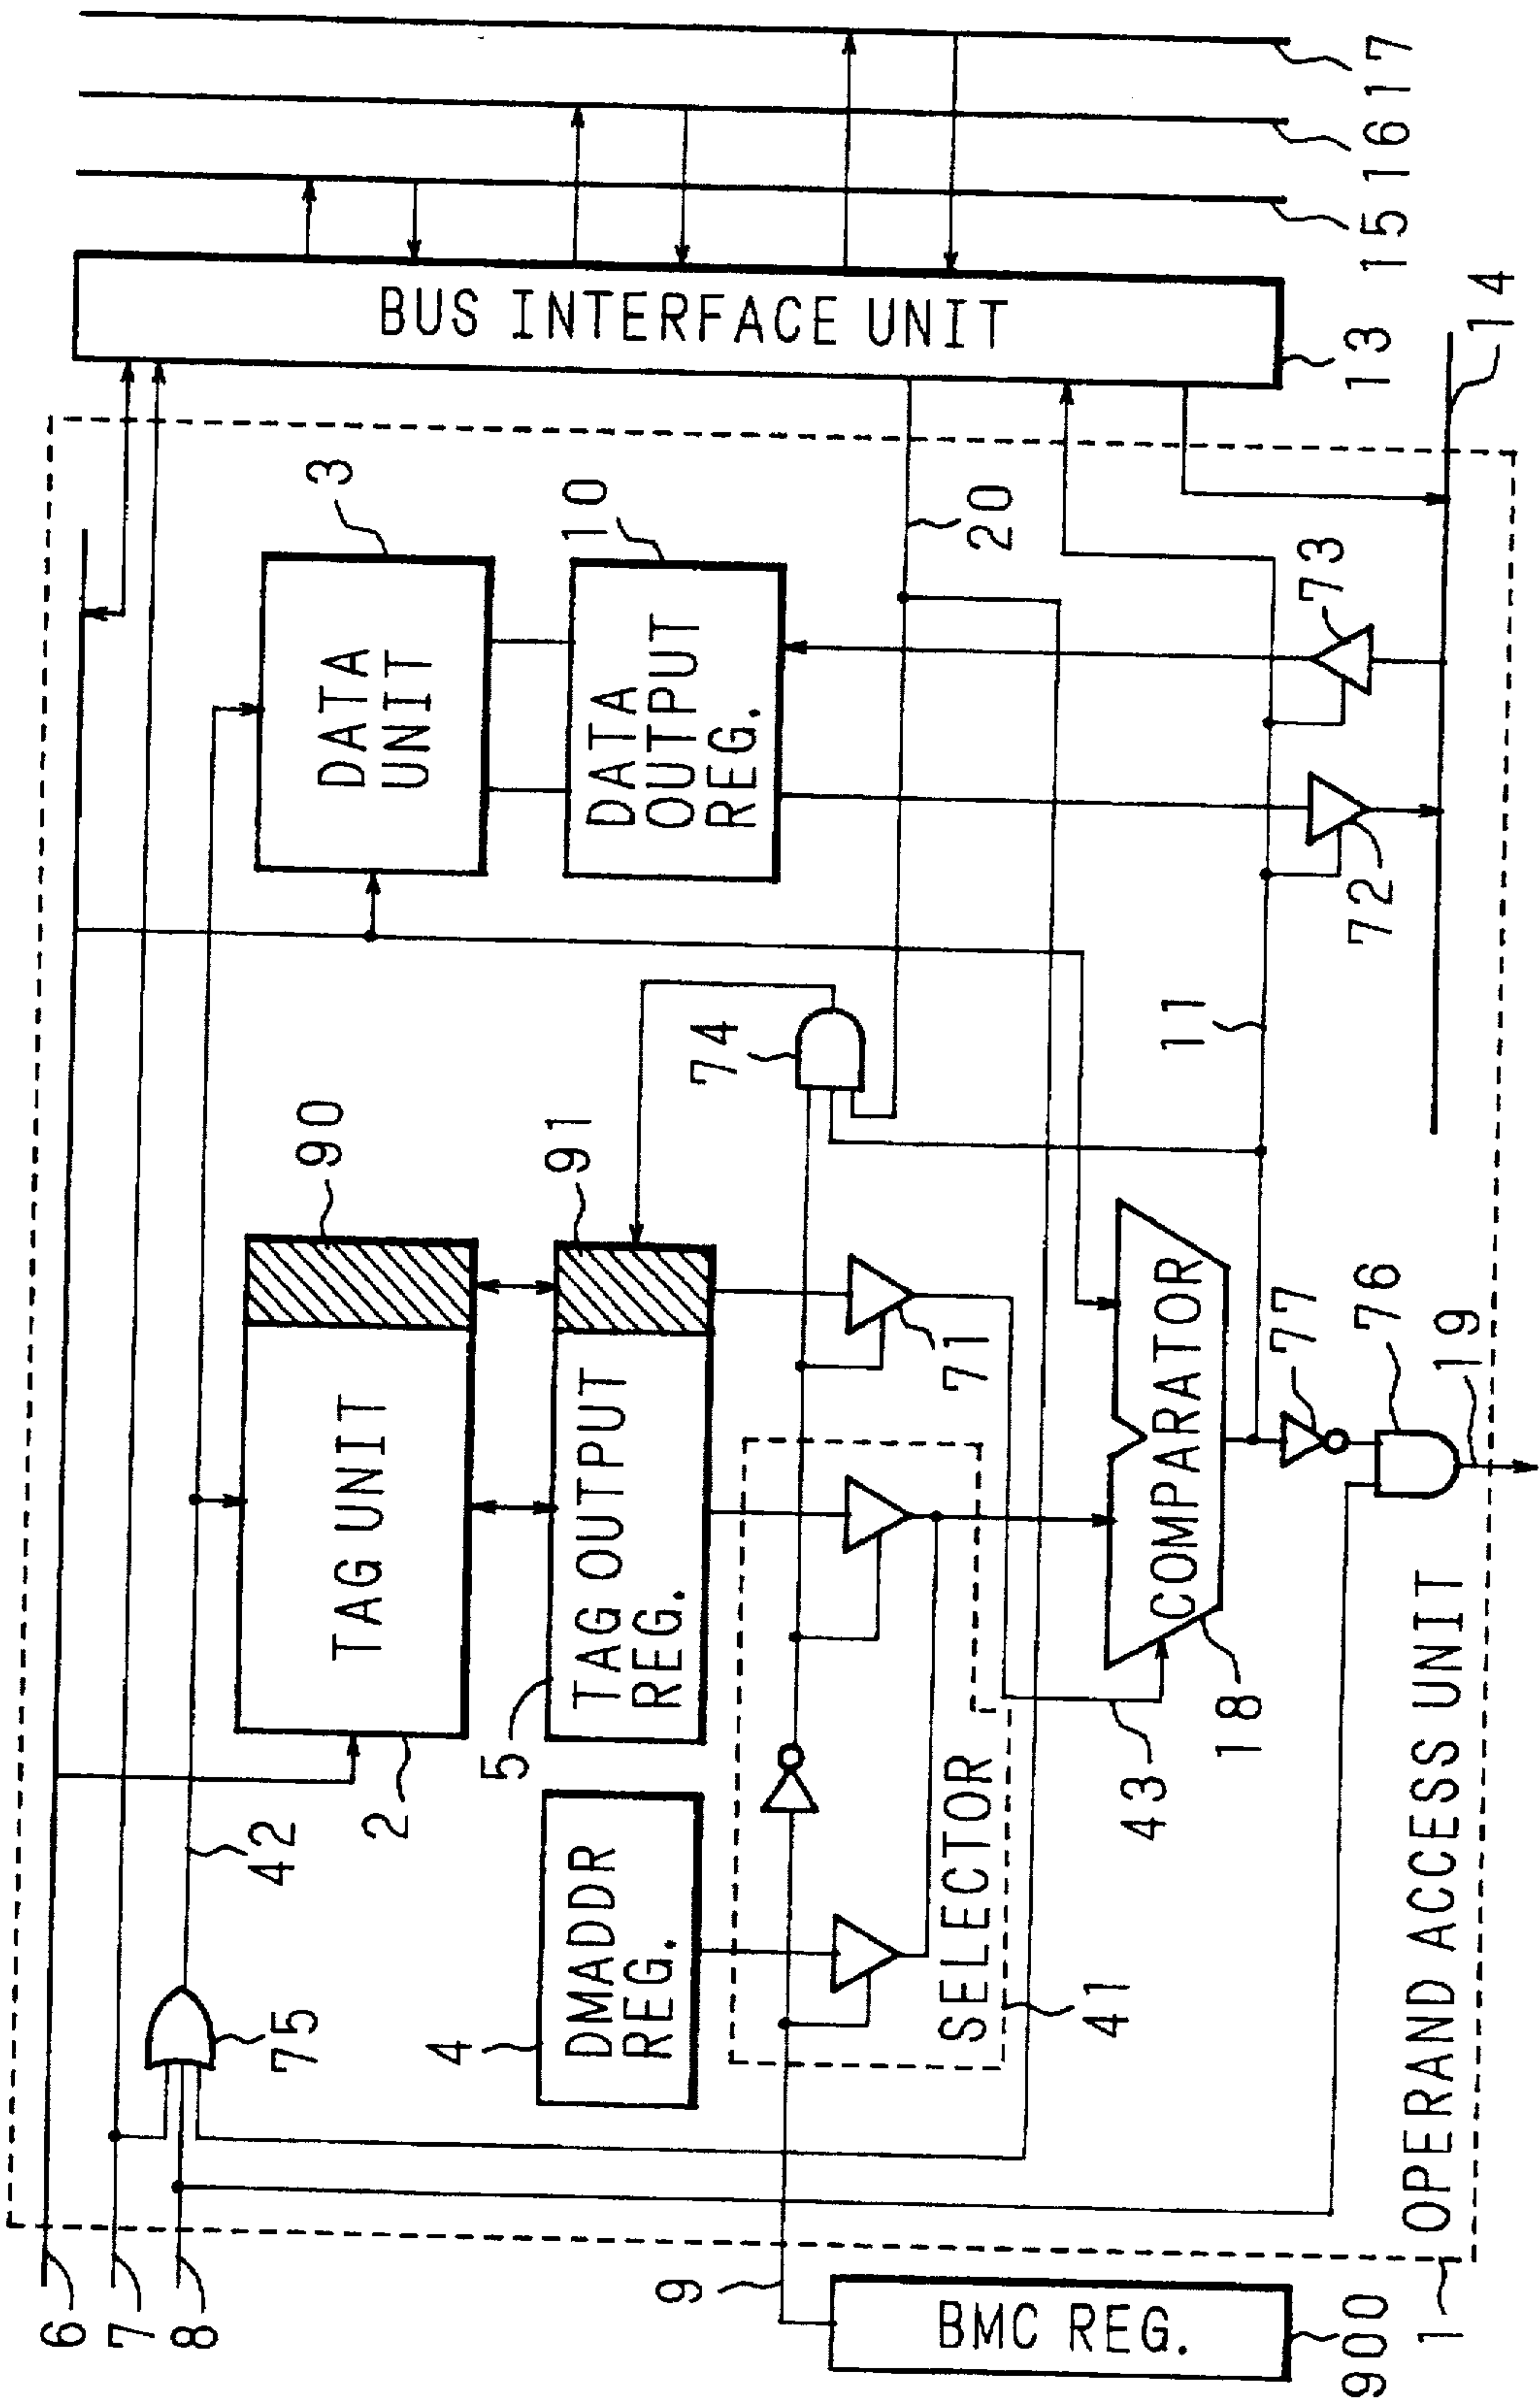 6
7
8
75
42
2
TAG UNIT
90
DATA
UNIT
3
4
DMADDR
REG.
5
TAG OUTPUT
REG.
91
74
DATA
OUTPUT
REG.
10
BUS INTERFACE UNIT
13
15
16
17
14
9
BMC REG.
900
SELECTOR
41
71
43
COMPARATOR
18
11
20
72
73
77
76
19
1
OPERAND ACCESS UNIT